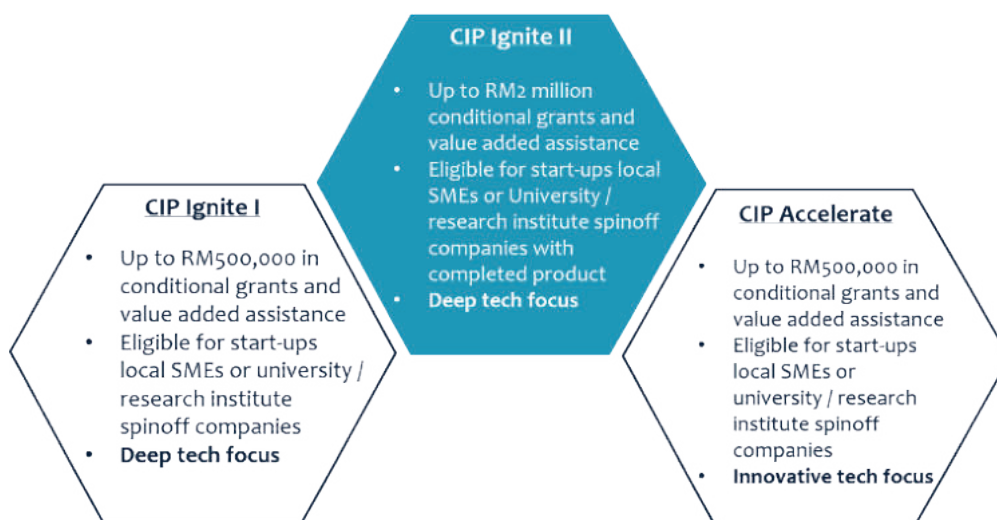 CIP Ignite II
• Up to RM2 million
conditional grants and
value added assistance
• Eligible for start-ups local
SMEs or University /
research institute spinoff
companies with
completed product
• Deep tech focus
CIP Ignite I
• Up to RM500,000 in
conditional grants and
value added assistance
• Eligible for start-ups
local SMEs or university /
research institute
spinoff companies
• Deep tech focus
CIP Accelerate
• Up to RM500,000 in
conditional grants and
value added assistance
• Eligible for start-ups
local SMEs or
university / research
institute spinoff
companies
• Innovative tech focus